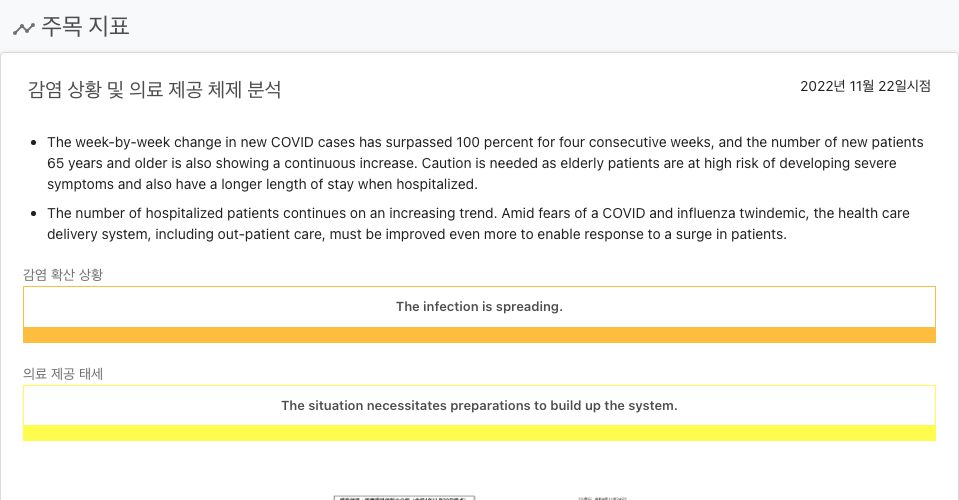 주목 지표
감염 상황 및 의료 제공 체제 분석
2022년 11월 22일시점
• The week-by-week change in new COVID cases has surpassed 100 percent for four consecutive weeks, and the number of new patients
65 years and older is also showing a continuous increase. Caution is needed as elderly patients are at high risk of developing severe
symptoms and also have a longer length of stay when hospitalized.
• The number of hospitalized patients continues on an increasing trend. Amid fears of a COVID and influenza twindemic, the health care
delivery system, including out-patient care, must be improved even more to enable response to a surge in patients.
감염 확산 상황
The infection is spreading.
의료 제공 태세
The situation necessitates preparations to build up the system.